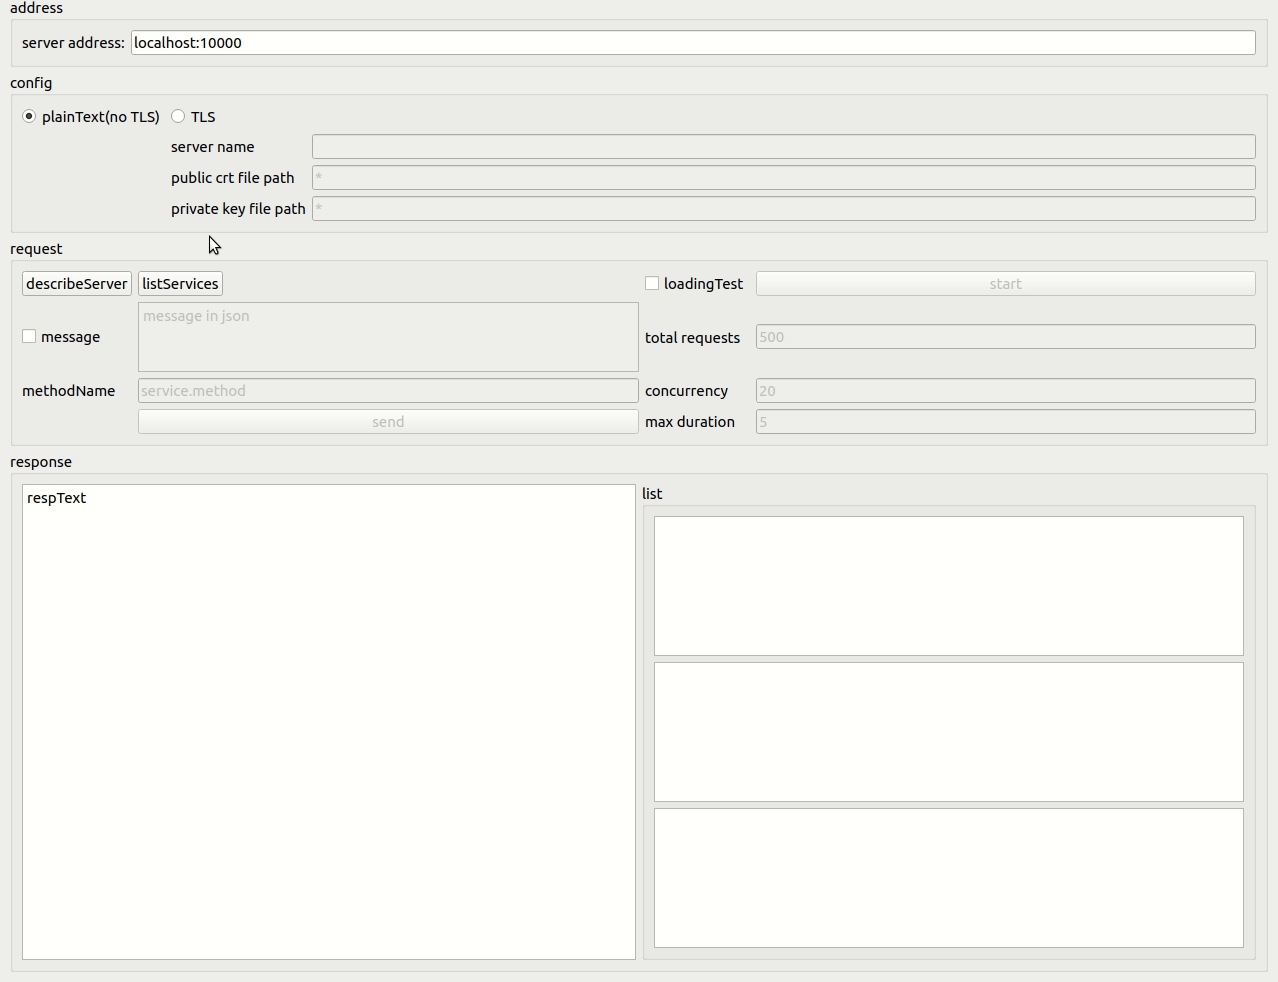 address
server address: localhost:10000
config
plainText(no TLS) TLS
server name
public crt file path *
private key file path *
request
describeServer listServices loadingTest start
message message in json total requests 500
methodName service.method concurrency 20
send max duration 5
response
respText list